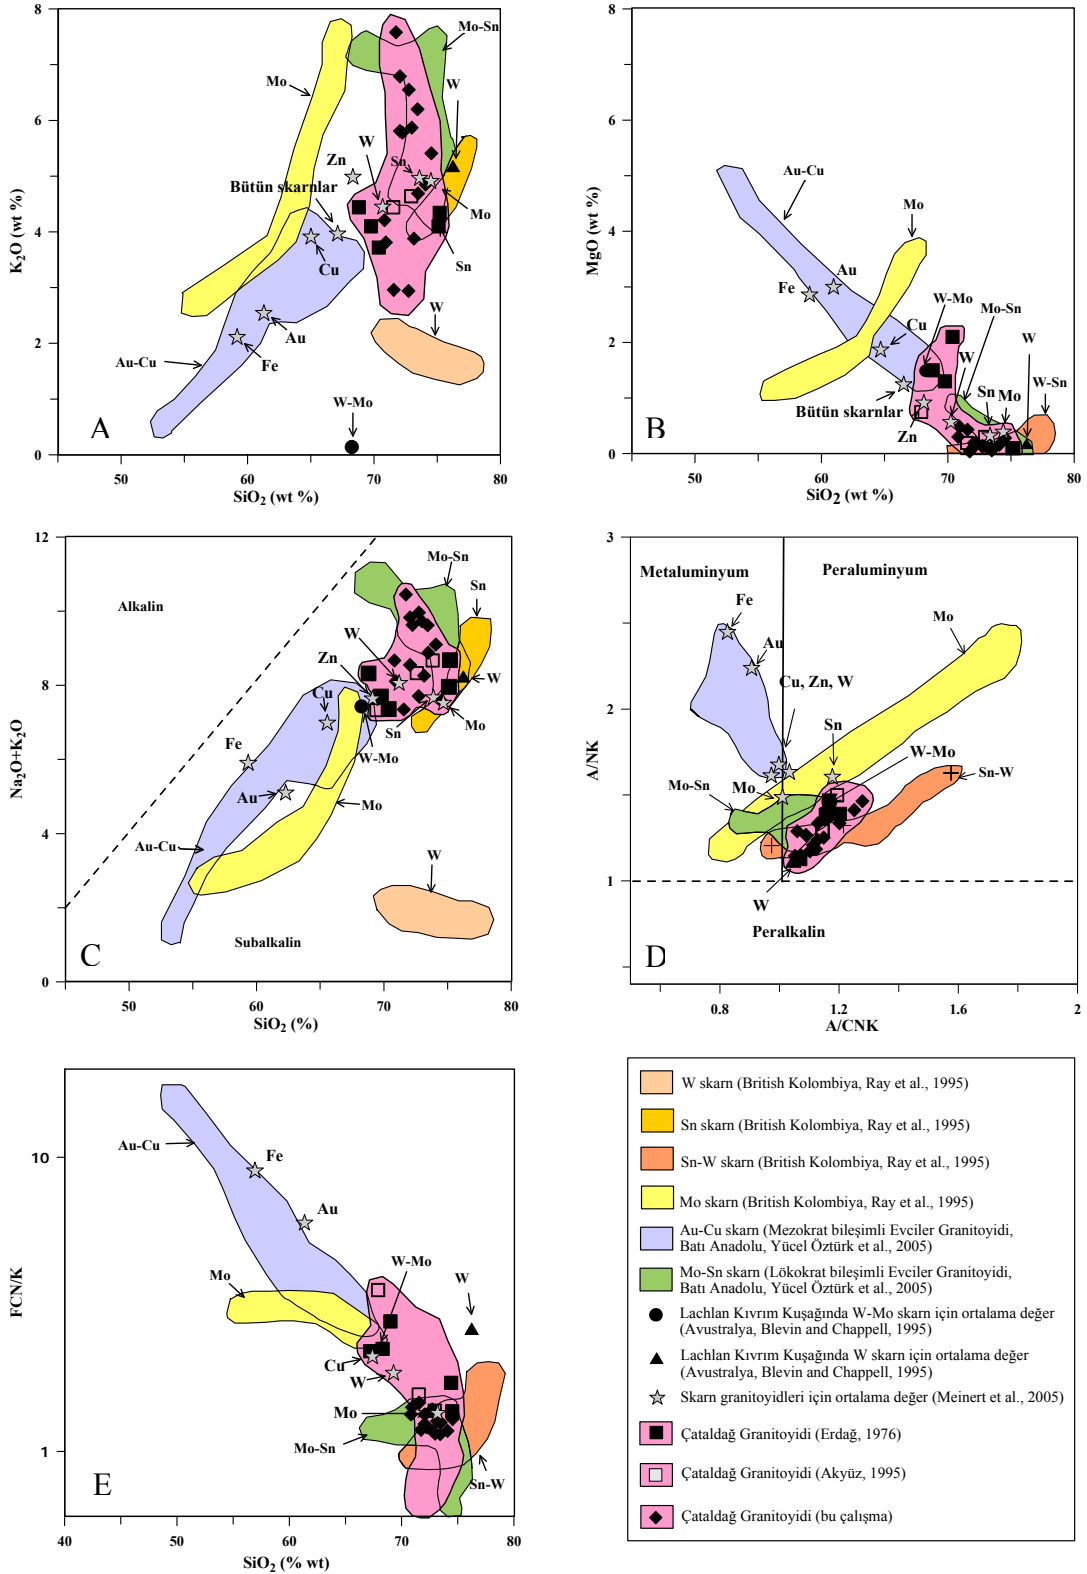 8
6
4
2
0
K₂O (wt %)
50
60
70
80
SiO₂ (wt %)
A
Mo
Mo-Sn
W
W
Zn
Sn
Bütün skarnlar
Mo
Cu
Sn
Au
Au-Cu
Fe
W
W-Mo
8
6
4
2
0
MgO (wt %)
50
60
70
80
SiO₂ (wt %)
B
Au-Cu
Mo
Au
Fe
W-Mo
Mo-Sn
Cu
W
W
W-Sn
Sn
Mo
Bütün skarnlar
Zn
12
8
4
0
Na₂O+K₂O
50
60
70
80
SiO₂ (%)
C
Alkalin
Mo-Sn
Sn
W
Zn
W
Cu
Sn
Mo
Fe
W-Mo
Au
Mo
Au-Cu
W
Subalkalin
3
2
1
A/NK
0.8
1.2
1.6
2
A/CNK
D
Metaluminyum
Peraluminyum
Fe
Mo
Au
Cu, Zn, W
Sn
W-Mo
Mo
Sn-W
Mo-Sn
W
Peralkalin
10
1
FCN/K
40
50
60
70
80
SiO₂ (% wt)
E
Au-Cu
Fe
Au
W-Mo
Mo
W
Cu
W
Mo
Mo-Sn
Sn-W
W skarn (British Kolombiya, Ray et al., 1995)
Sn skarn (British Kolombiya, Ray et al., 1995)
Sn-W skarn (British Kolombiya, Ray et al., 1995)
Mo skarn (British Kolombiya, Ray et al., 1995)
Au-Cu skarn (Mezokrat bileşimli Evciler Granitoyidi,
Batı Anadolu, Yücel Öztürk et al., 2005)
Mo-Sn skarn (Lökokrat bileşimli Evciler Granitoyidi,
Batı Anadolu, Yücel Öztürk et al., 2005)
Lachlan Kıvrım Kuşağında W-Mo skarn için ortalama değer
(Avustralya, Blevin and Chappell, 1995)
Lachlan Kıvrım Kuşağında W skarn için ortalama değer
(Avustralya, Blevin and Chappell, 1995)
Skarn granitoyidleri için ortalama değer (Meinert et al., 2005)
Çataldağ Granitoyidi (Erdağ, 1976)
Çataldağ Granitoyidi (Akyüz, 1995)
Çataldağ Granitoyidi (bu çalışma)